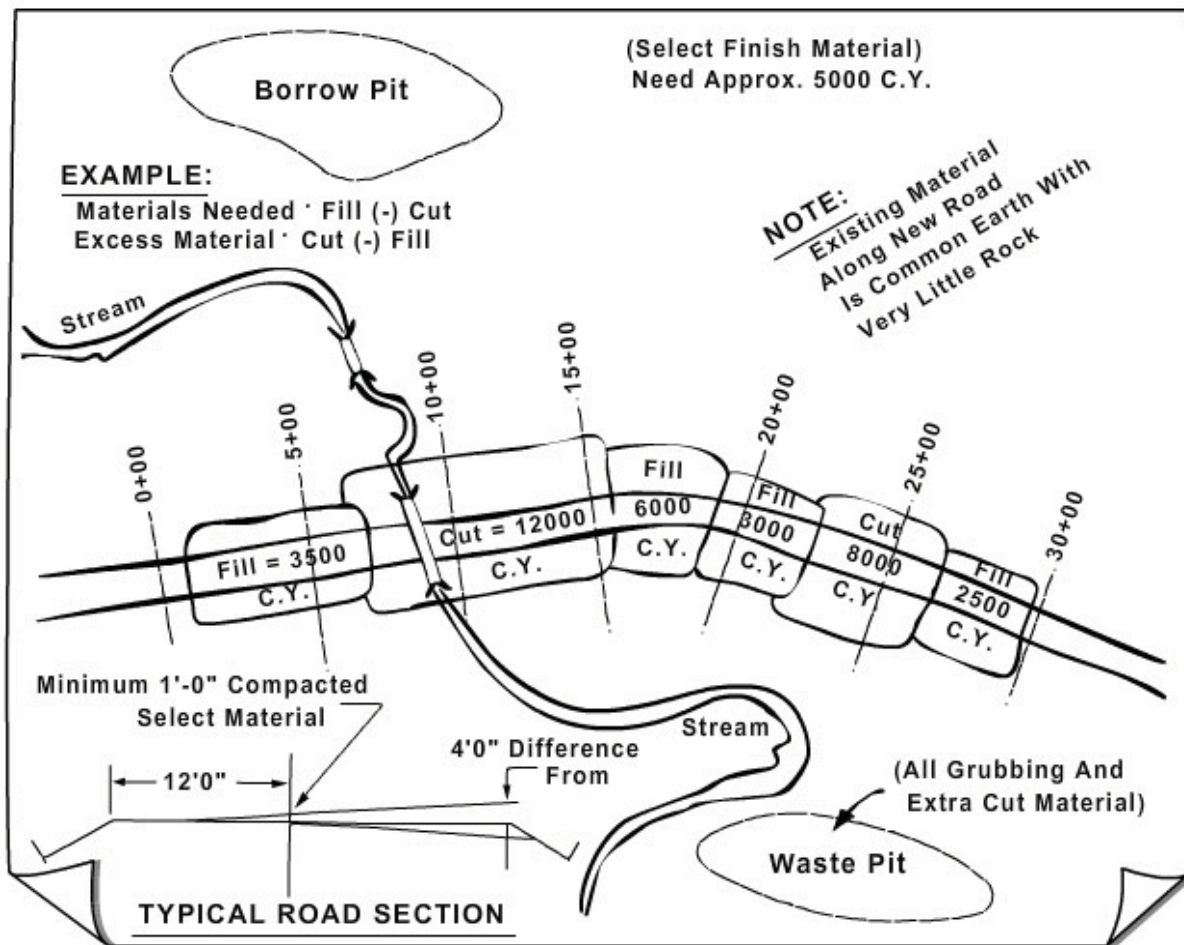 (Select Finish Material)
Need Approx. 5000 C.Y.
Borrow Pit
EXAMPLE:
Materials Needed · Fill (-) Cut
Excess Material · Cut (-) Fill
NOTE:
Existing Material
Along New Road
Is Common Earth With
Very Little Rock
Stream
0+00
5+00
10+00
15+00
20+00
25+00
30+00
Fill = 3500
C.Y.
Cut = 12000
C.Y.
Fill
6000
C.Y.
Fill
3000
C.Y.
Cut
8000
C.Y
Fill
2500
C.Y.
Minimum 1'-0" Compacted
Select Material
12'0"
4'0" Difference
From
Stream
(All Grubbing And
Extra Cut Material)
Waste Pit
TYPICAL ROAD SECTION